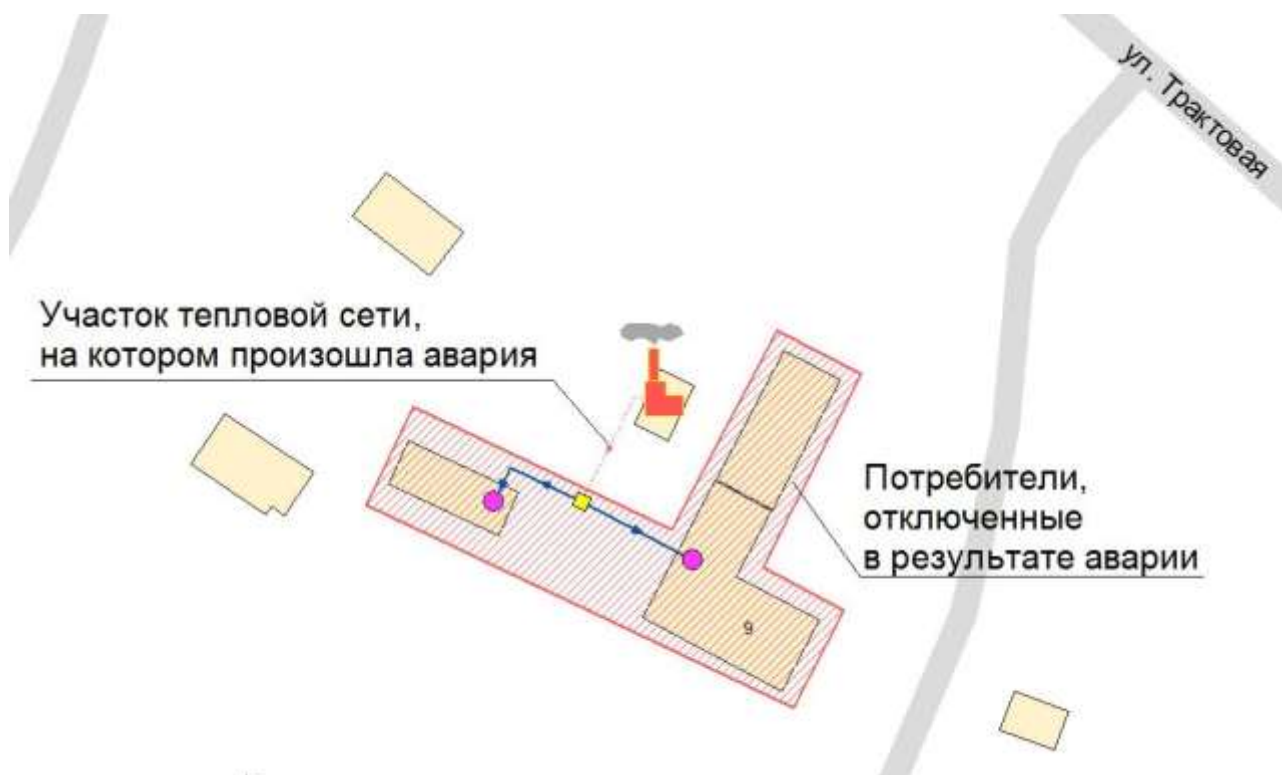 ул. Трактовая
Участок тепловой сети,
на котором произошла авария
Потребители,
отключенные
в результате аварии
9